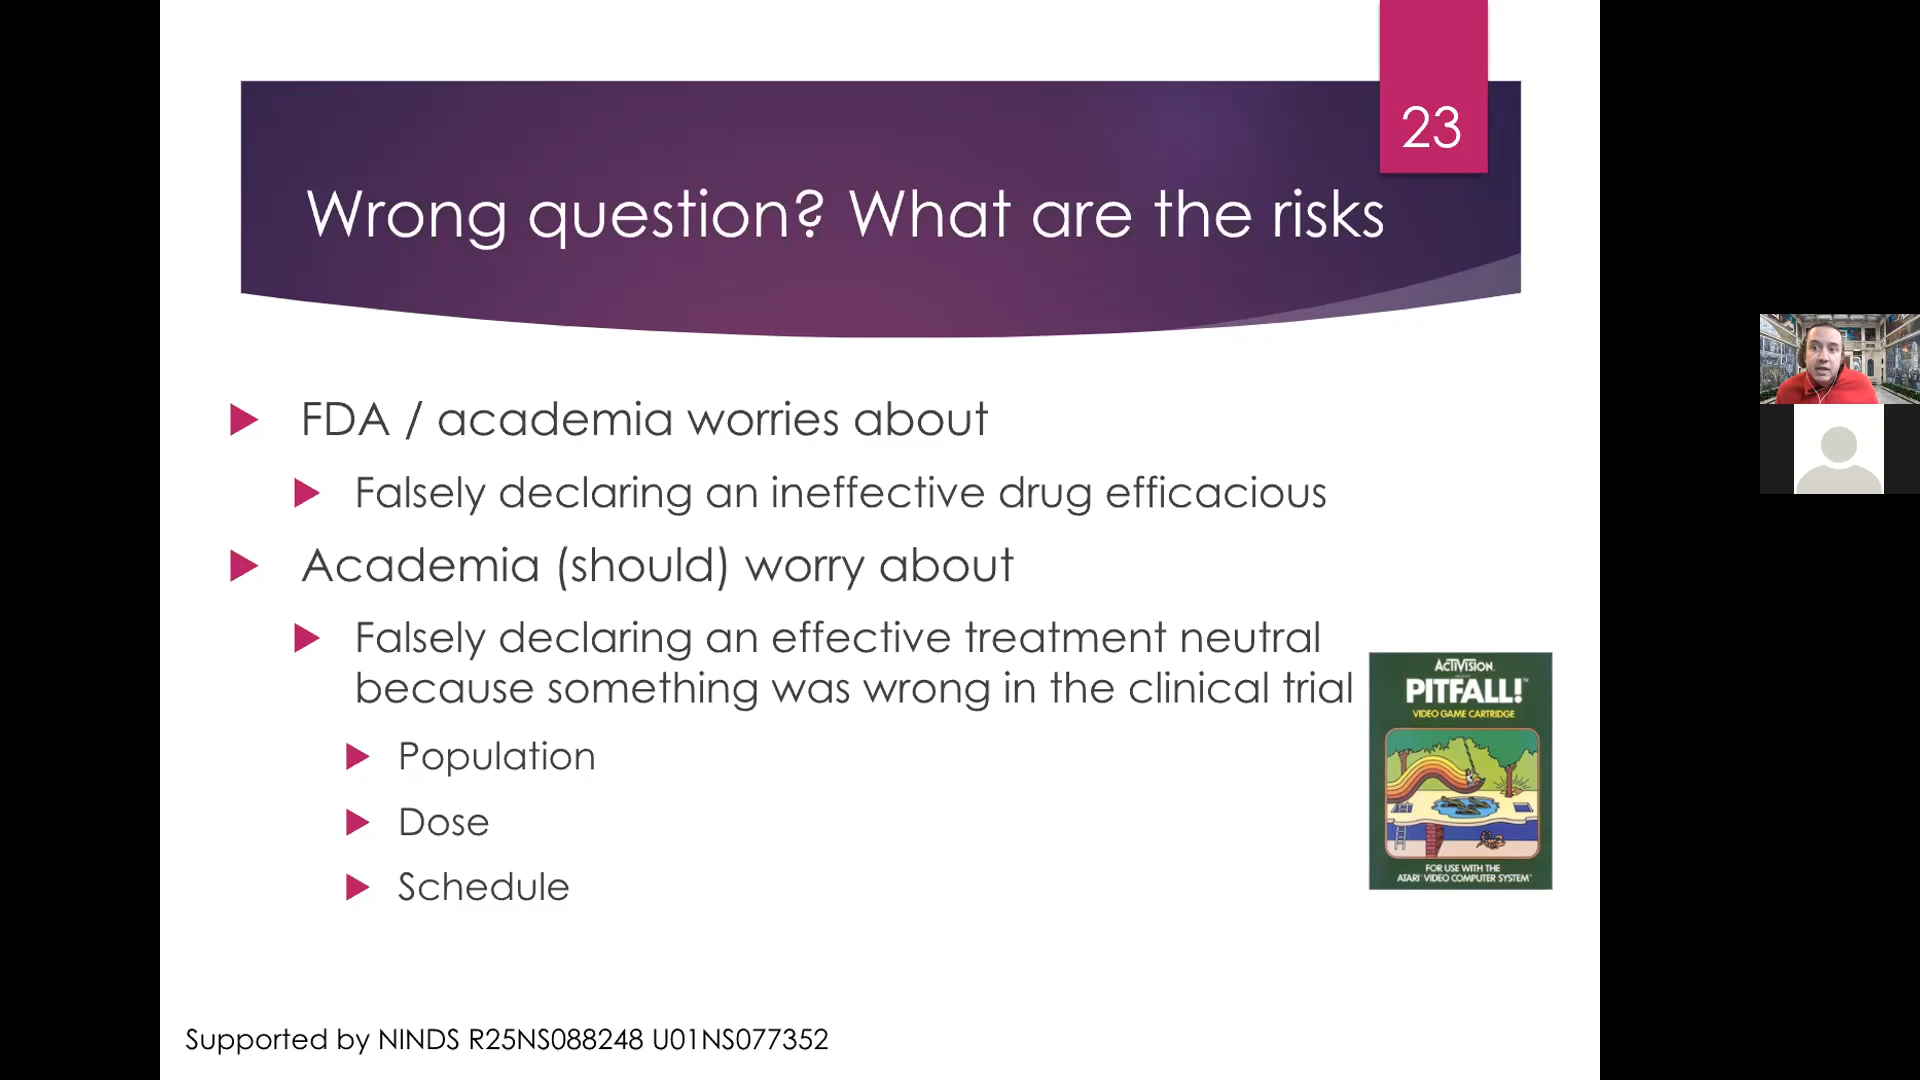 23
Wrong question? What are the risks
FDA / academia worries about
Falsely declaring an ineffective drug efficacious
Academia (should) worry about
Falsely declaring an effective treatment neutral
because something was wrong in the clinical trial
Population
Dose
Schedule
ACTIVISION
PITFALL!™
VIDEO GAME CARTRIDGE
FOR USE WITH THE
ATARI® VIDEO COMPUTER SYSTEM™
Supported by NINDS R25NS088248 U01NS077352